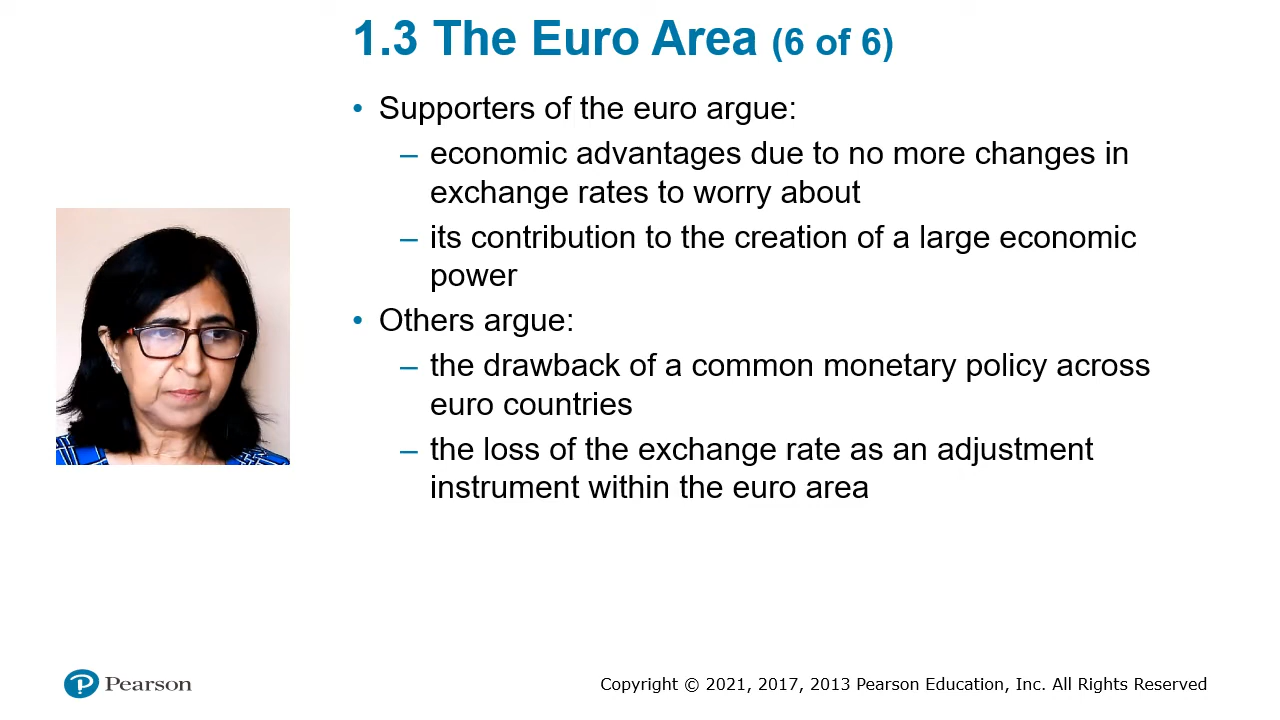 1.3 The Euro Area (6 of 6)
• Supporters of the euro argue:
– economic advantages due to no more changes in
exchange rates to worry about
– its contribution to the creation of a large economic
power
• Others argue:
– the drawback of a common monetary policy across
euro countries
– the loss of the exchange rate as an adjustment
instrument within the euro area
Pearson
Copyright © 2021, 2017, 2013 Pearson Education, Inc. All Rights Reserved